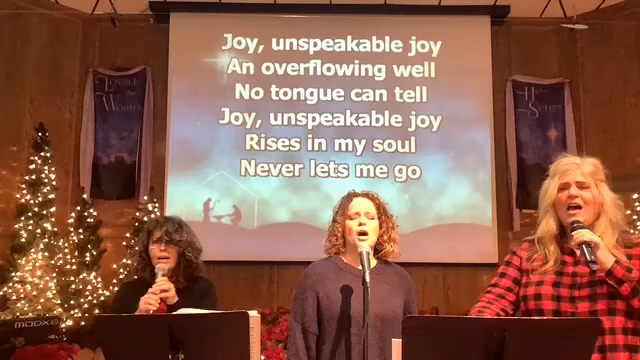 Joy, unspeakable joy
An overflowing well
No tongue can tell
Joy, unspeakable joy
Rises in my soul
Never lets me go
MODX8